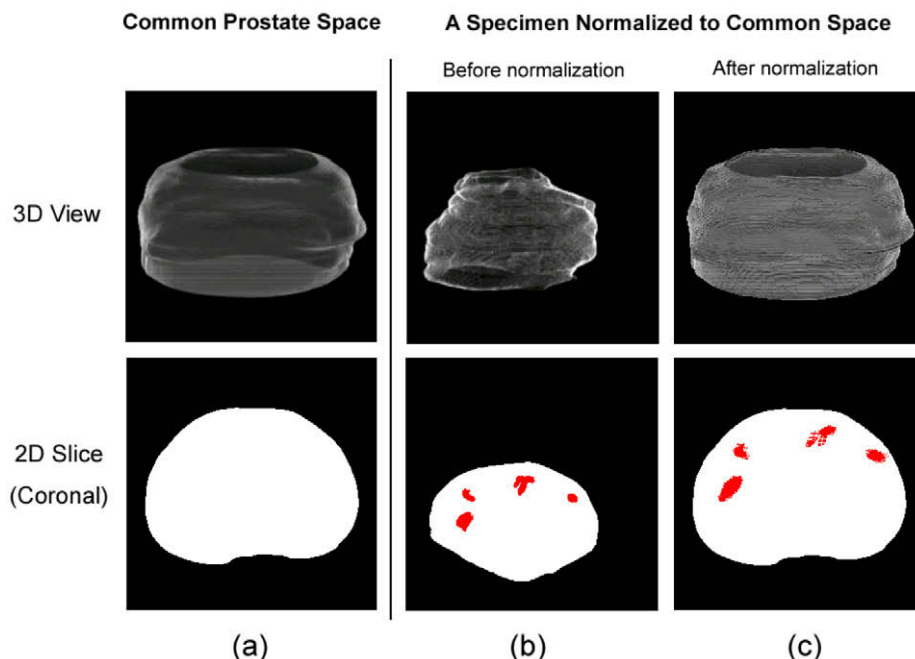 Common Prostate Space
A Specimen Normalized to Common Space
Before normalization
After normalization
3D View
2D Slice
(Coronal)
(a)
(b)
(c)